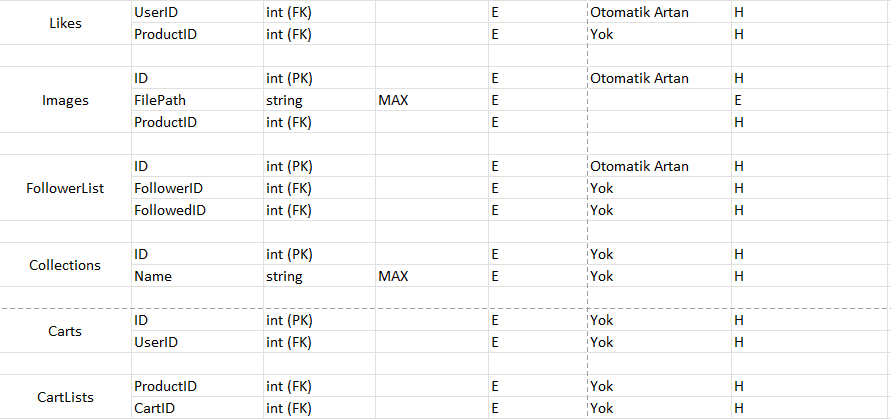 Likes UserID int (FK) E Otomatik Artan H
ProductID int (FK) E Yok H
Images ID int (PK) E Otomatik Artan H
FilePath string MAX E E
ProductID int (FK) E H
FollowerList ID int (PK) E Otomatik Artan H
FollowerID int (FK) E Yok H
FollowedID int (FK) E Yok H
Collections ID int (PK) E Yok H
Name string MAX E Yok H
Carts ID int (PK) E Yok H
UserID int (FK) E Yok H
CartLists ProductID int (FK) E Yok H
CartID int (FK) E Yok H